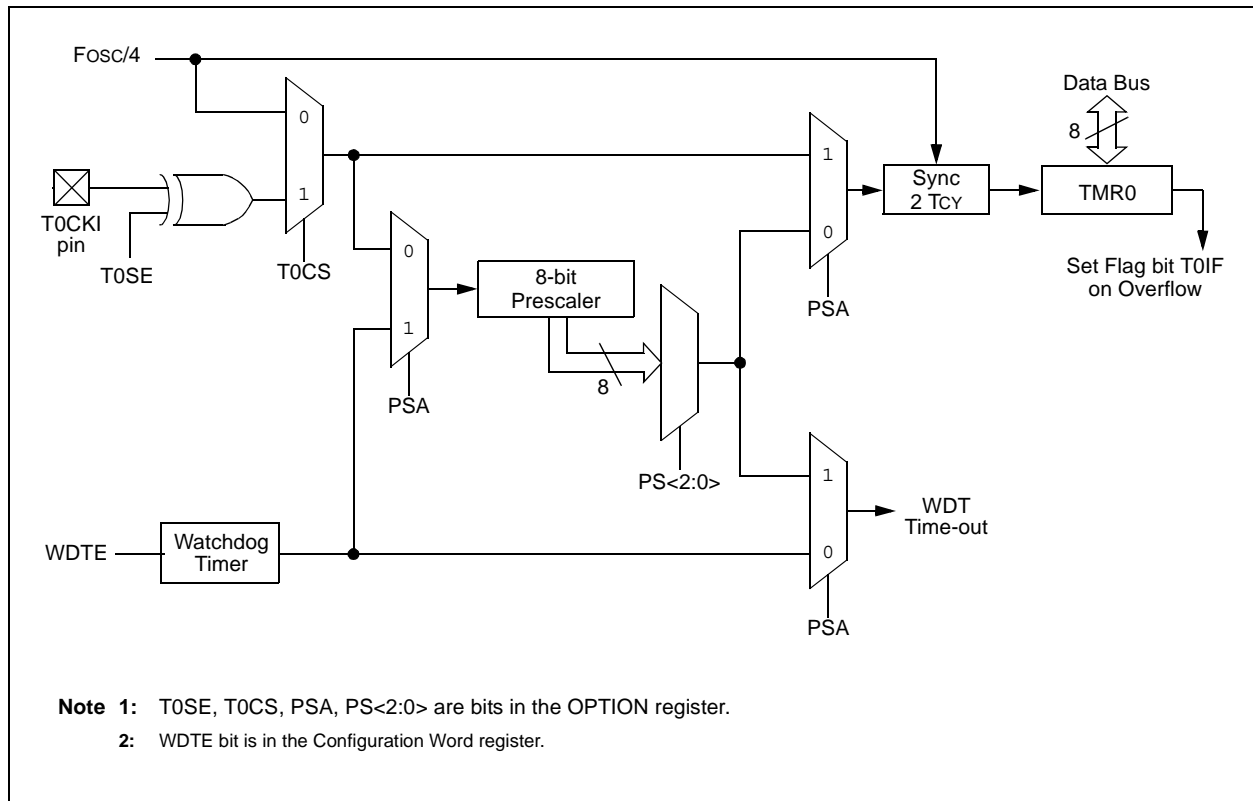 FOSC/4
Data Bus
0
8
1
Sync
2 TCY
TMR0
1
T0CKI
pin
T0SE
T0CS
0
8-bit
Prescaler
0
Set Flag bit T0IF
on Overflow
PSA
1
8
PSA
PS<2:0>
1
WDT
Time-out
WDTE
Watchdog
Timer
0
PSA
Note 1: T0SE, T0CS, PSA, PS<2:0> are bits in the OPTION register.
2: WDTE bit is in the Configuration Word register.